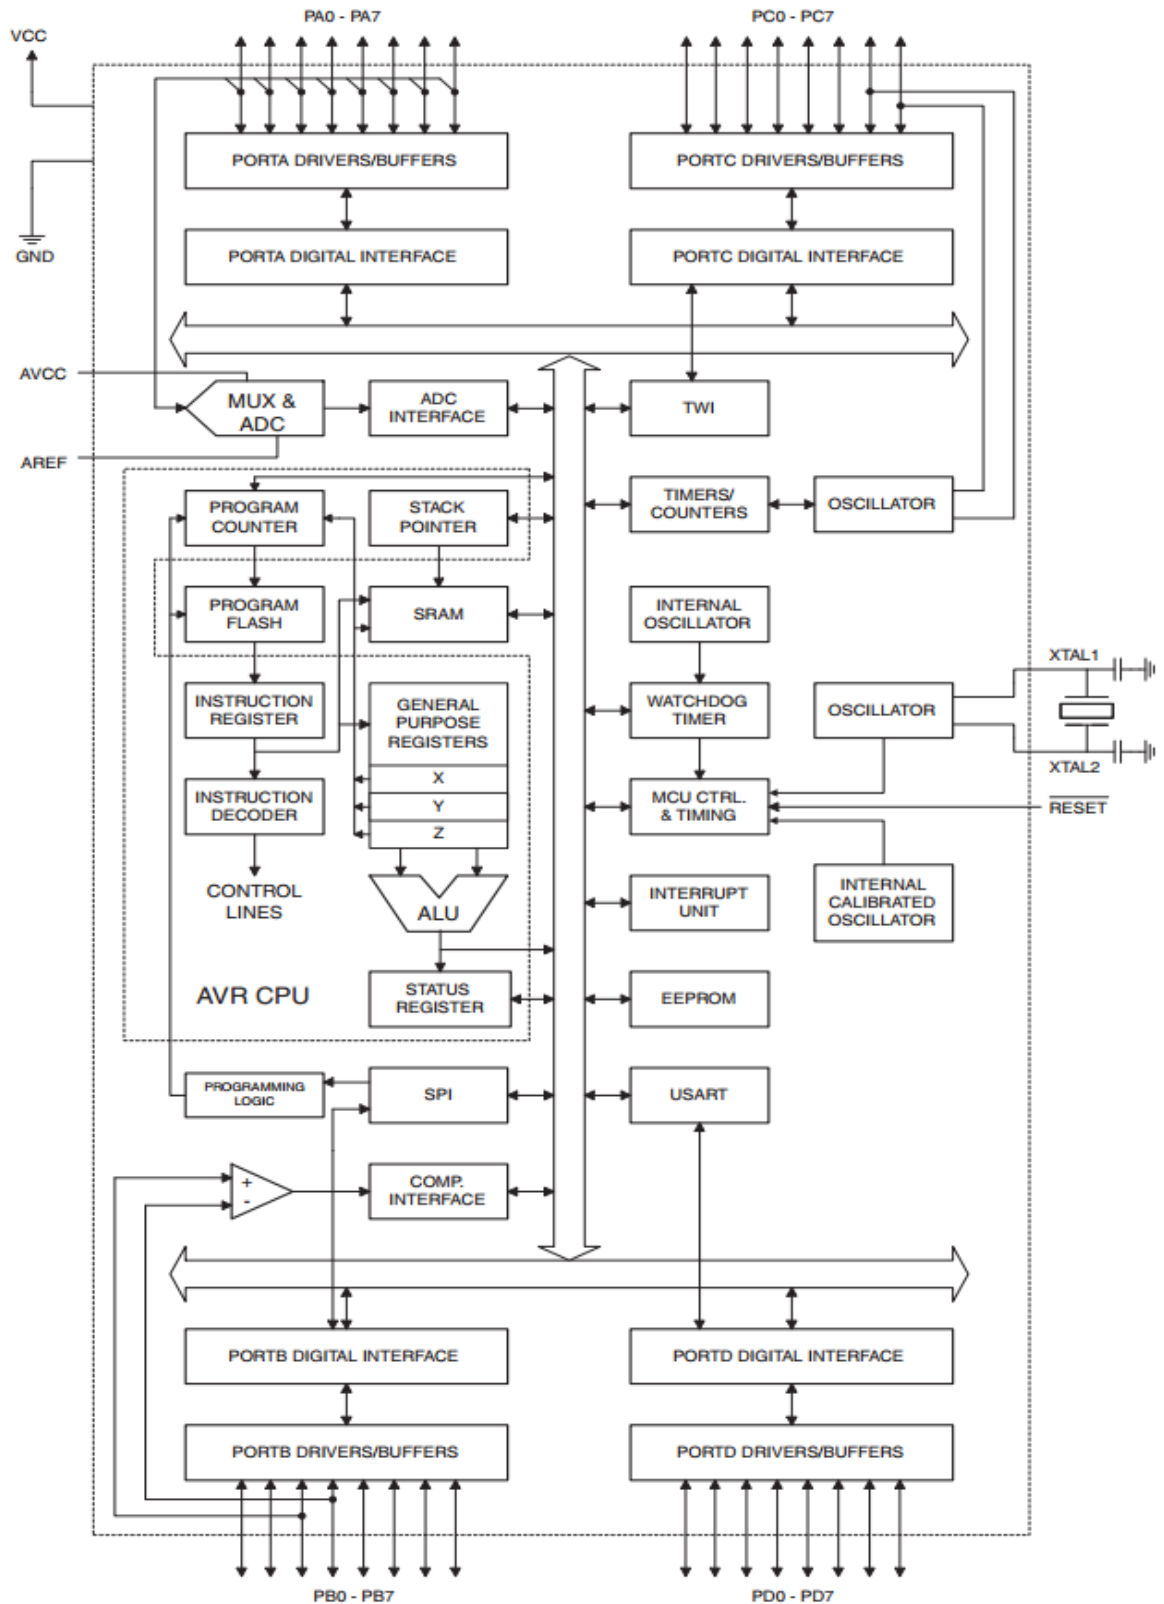 PA0 - PA7
PC0 - PC7
VCC
PORTA DRIVERS/BUFFERS
PORTC DRIVERS/BUFFERS
GND
PORTA DIGITAL INTERFACE
PORTC DIGITAL INTERFACE
AVCC
MUX &
ADC
ADC
INTERFACE
TWI
AREF
PROGRAM
COUNTER
STACK
POINTER
TIMERS/
COUNTERS
OSCILLATOR
PROGRAM
FLASH
SRAM
INTERNAL
OSCILLATOR
XTAL1
INSTRUCTION
REGISTER
GENERAL
PURPOSE
REGISTERS
WATCHDOG
TIMER
OSCILLATOR
XTAL2
X
INSTRUCTION
DECODER
Y
MCU CTRL.
& TIMING
RESET
Z
CONTROL
LINES
ALU
INTERRUPT
UNIT
INTERNAL
CALIBRATED
OSCILLATOR
AVR CPU
STATUS
REGISTER
EEPROM
PROGRAMMING
LOGIC
SPI
USART
+
-
COMP.
INTERFACE
PORTB DIGITAL INTERFACE
PORTD DIGITAL INTERFACE
PORTB DRIVERS/BUFFERS
PORTD DRIVERS/BUFFERS
PB0 - PB7
PD0 - PD7